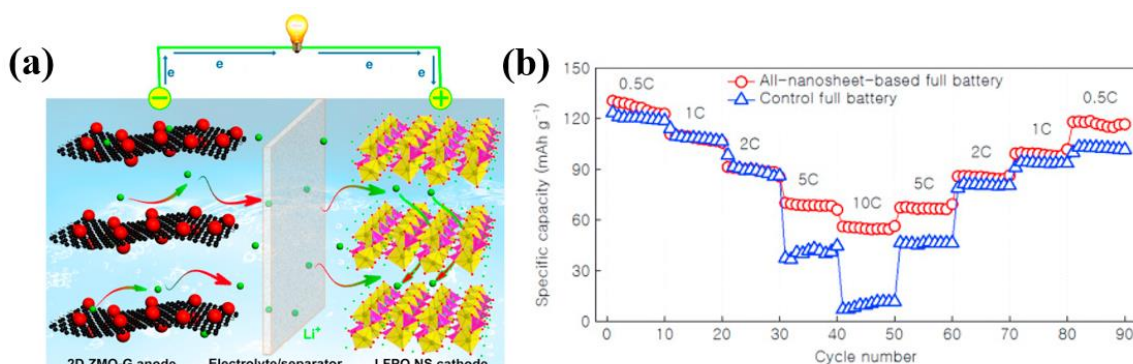 (a)
e
e
e
e
−
+
Li⁺
2D ZMO-G anode
Electrolyte/separator
LFPO NS cathode
(b)
Specific capacity (mAh g⁻¹)
150
120
90
60
30
0
All-nanosheet-based full battery
Control full battery
0.5C
1C
2C
5C
10C
5C
2C
1C
0.5C
0
10
20
30
40
50
60
70
80
90
Cycle number